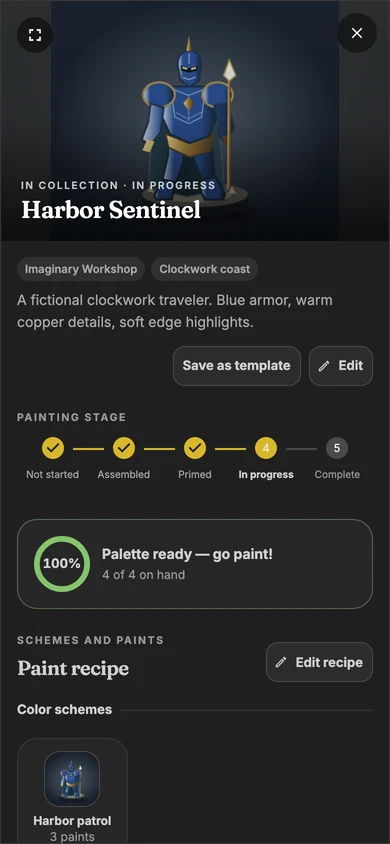 IN COLLECTION · IN PROGRESS
Harbor Sentinel
Imaginary Workshop
Clockwork coast
A fictional clockwork traveler. Blue armor, warm
copper details, soft edge highlights.
Save as template
Edit
PAINTING STAGE
4
5
Not started
Assembled
Primed
In progress
Complete
100%
Palette ready — go paint!
4 of 4 on hand
SCHEMES AND PAINTS
Paint recipe
Edit recipe
Color schemes
Harbor patrol
3 paints